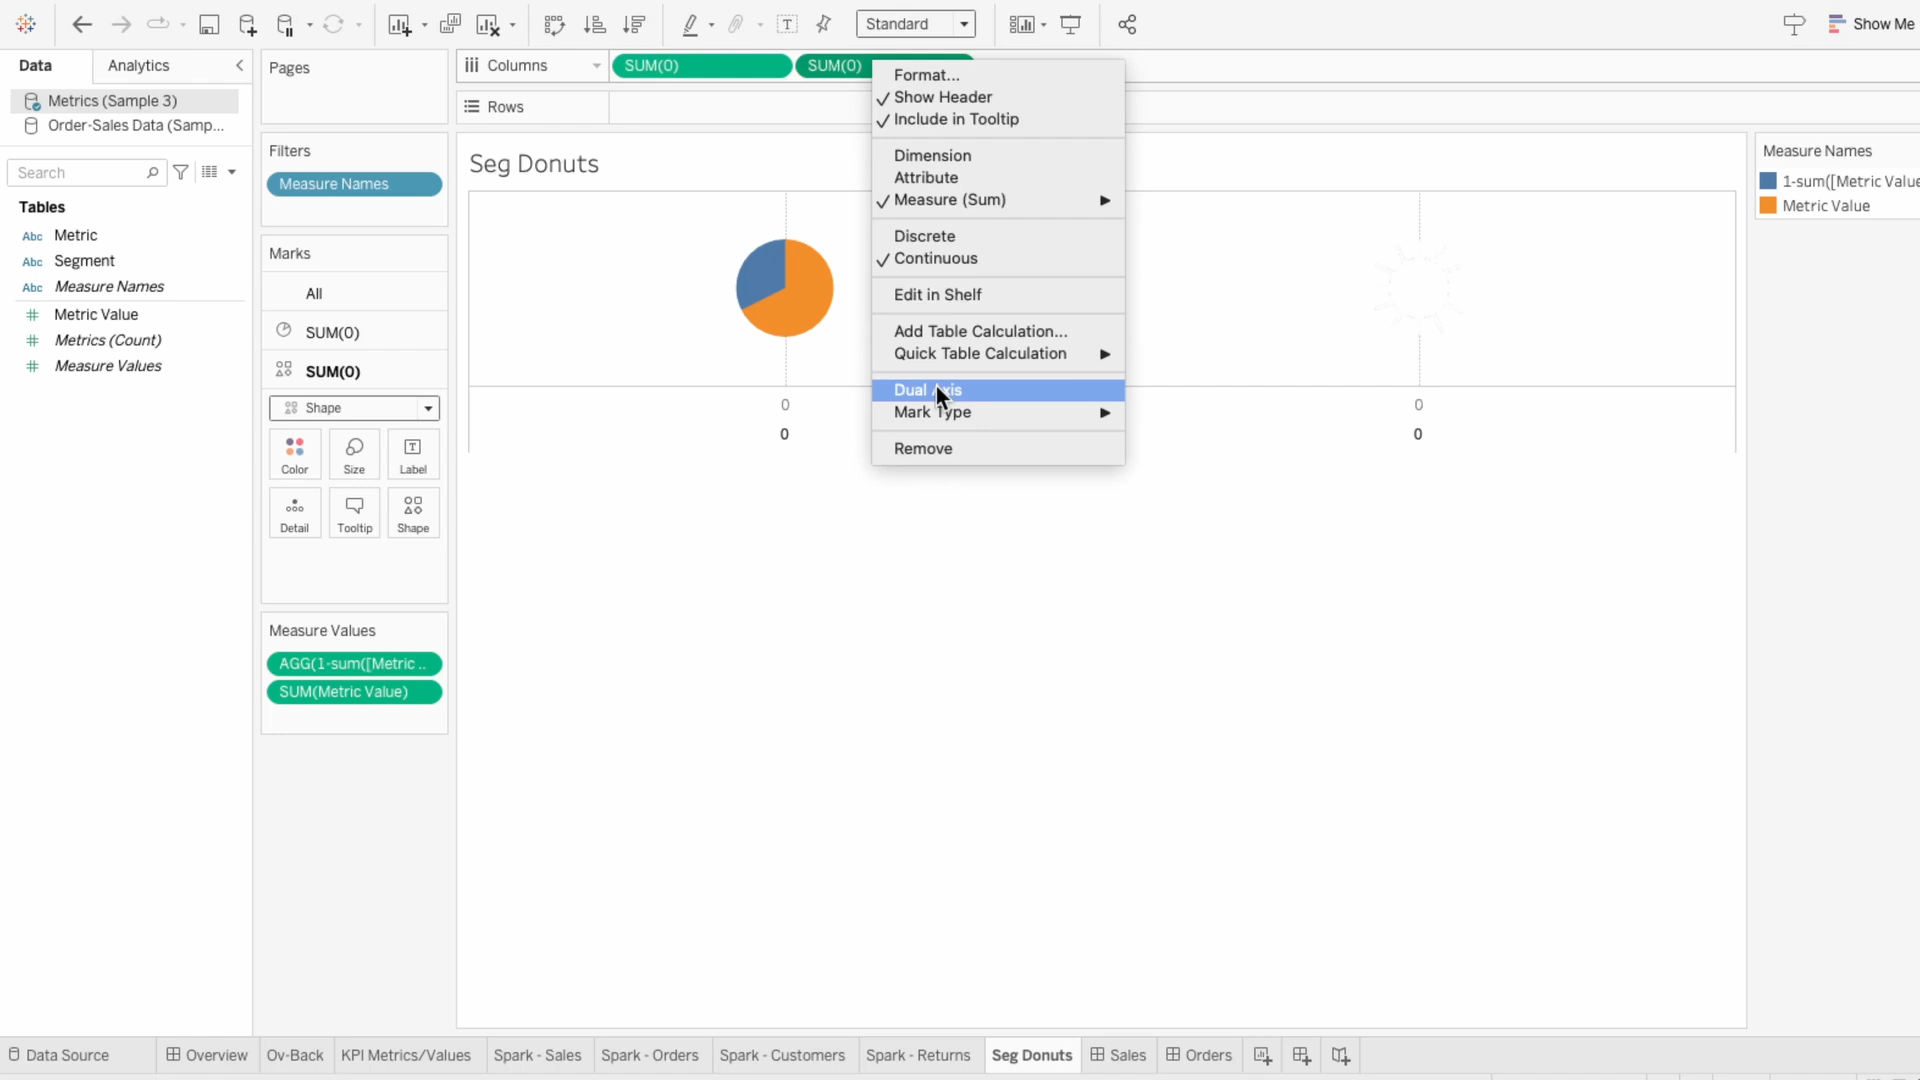 Standard
Show Me
Data
Analytics
Metrics (Sample 3)
Order-Sales Data (Samp...
Search
Tables
Abc Metric
Abc Segment
Abc Measure Names
Metric Value
Metrics (Count)
Measure Values
Pages
Filters
Measure Names
Marks
All
SUM(0)
SUM(0)
Shape
Color
Size
Label
Detail
Tooltip
Shape
Measure Values
AGG(1-sum([Metric ..
SUM(Metric Value)
Columns
SUM(0)
SUM(0)
Rows
Seg Donuts
0
0
0
0
Format...
Show Header
Include in Tooltip
Dimension
Attribute
Measure (Sum)
Discrete
Continuous
Edit in Shelf
Add Table Calculation...
Quick Table Calculation
Dual Axis
Mark Type
Remove
Measure Names
1-sum([Metric Value
Metric Value
Data Source
Overview
Ov-Back
KPI Metrics/Values
Spark - Sales
Spark - Orders
Spark - Customers
Spark - Returns
Seg Donuts
Sales
Orders